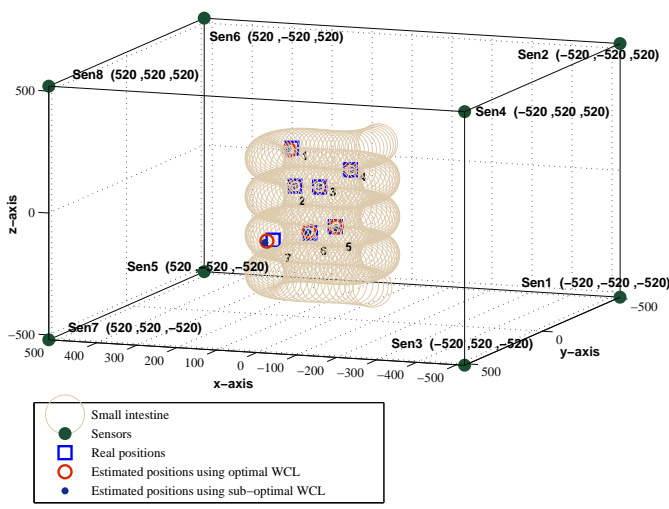 Sen6 (520 ,−520 ,520)
Sen2 (−520 ,−520 ,520)
Sen8 (520 ,520 ,520)
Sen4 (−520 ,520 ,520)
500
0
−500
z−axis
1
4
2
3
5
6
7
Sen5 (520 ,−520 ,−520)
Sen1 (−520 ,−520 ,−520)
Sen7 (520 ,520 ,−520)
Sen3 (−520 ,520 ,−520)
−500
0
500
y−axis
500
400
300
200
100
0
−100
−200
−300
−400
−500
x−axis
Small intestine
Sensors
Real positions
Estimated positions using optimal WCL
Estimated positions using sub−optimal WCL